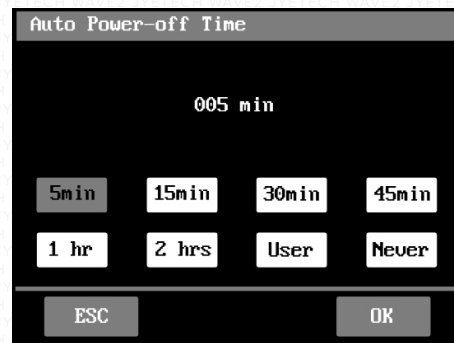 Auto Power-off Time
005 min
5min 15min 30min 45min
1 hr 2 hrs User Never
ESC OK